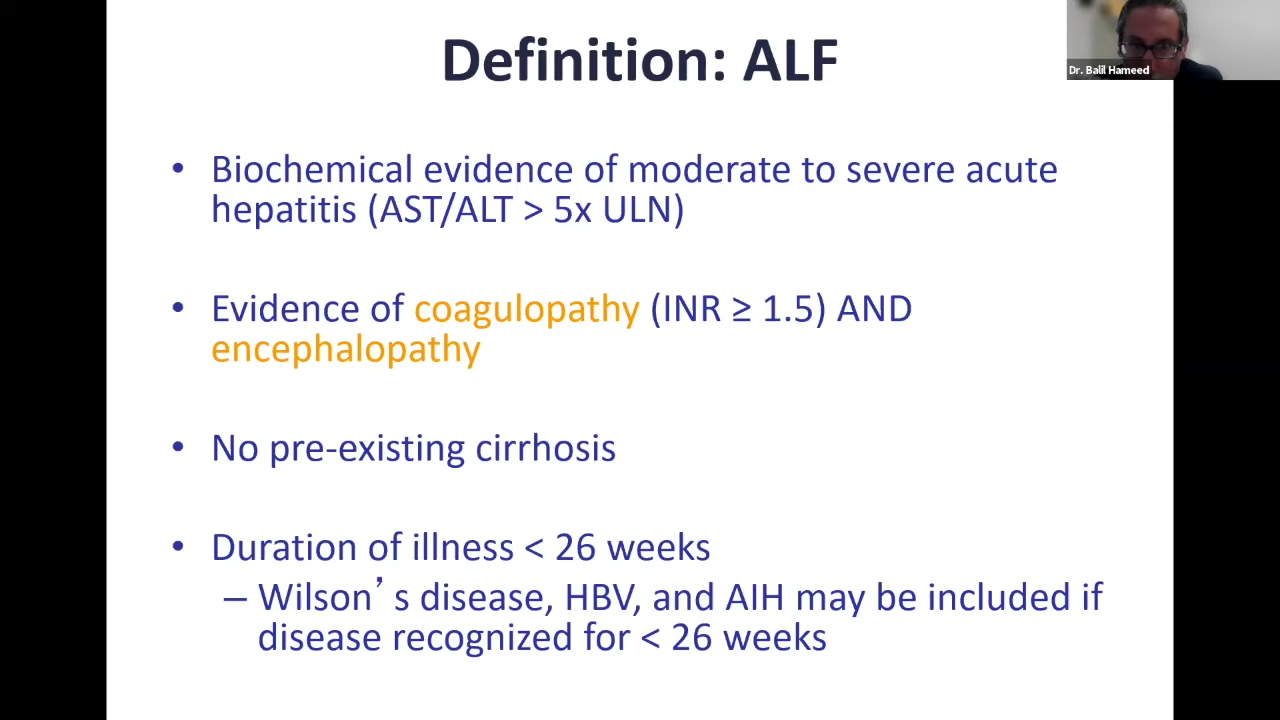 Definition: ALF
Dr. Balil Hameed
• Biochemical evidence of moderate to severe acute
hepatitis (AST/ALT > 5x ULN)
• Evidence of coagulopathy (INR ≥ 1.5) AND
encephalopathy
• No pre-existing cirrhosis
• Duration of illness < 26 weeks
– Wilson’s disease, HBV, and AIH may be included if
disease recognized for < 26 weeks